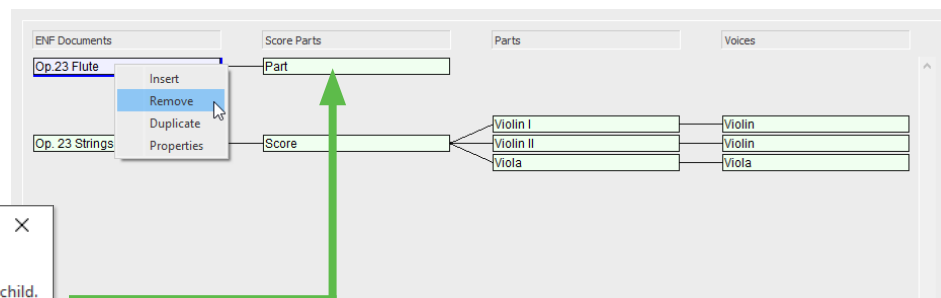 ENF Documents Score Parts Parts Voices
Op.23 Flute Part
Insert
Remove
Duplicate
Properties
Violin I Violin
Op. 23 Strings Score Violin II Violin
Viola Viola
child.